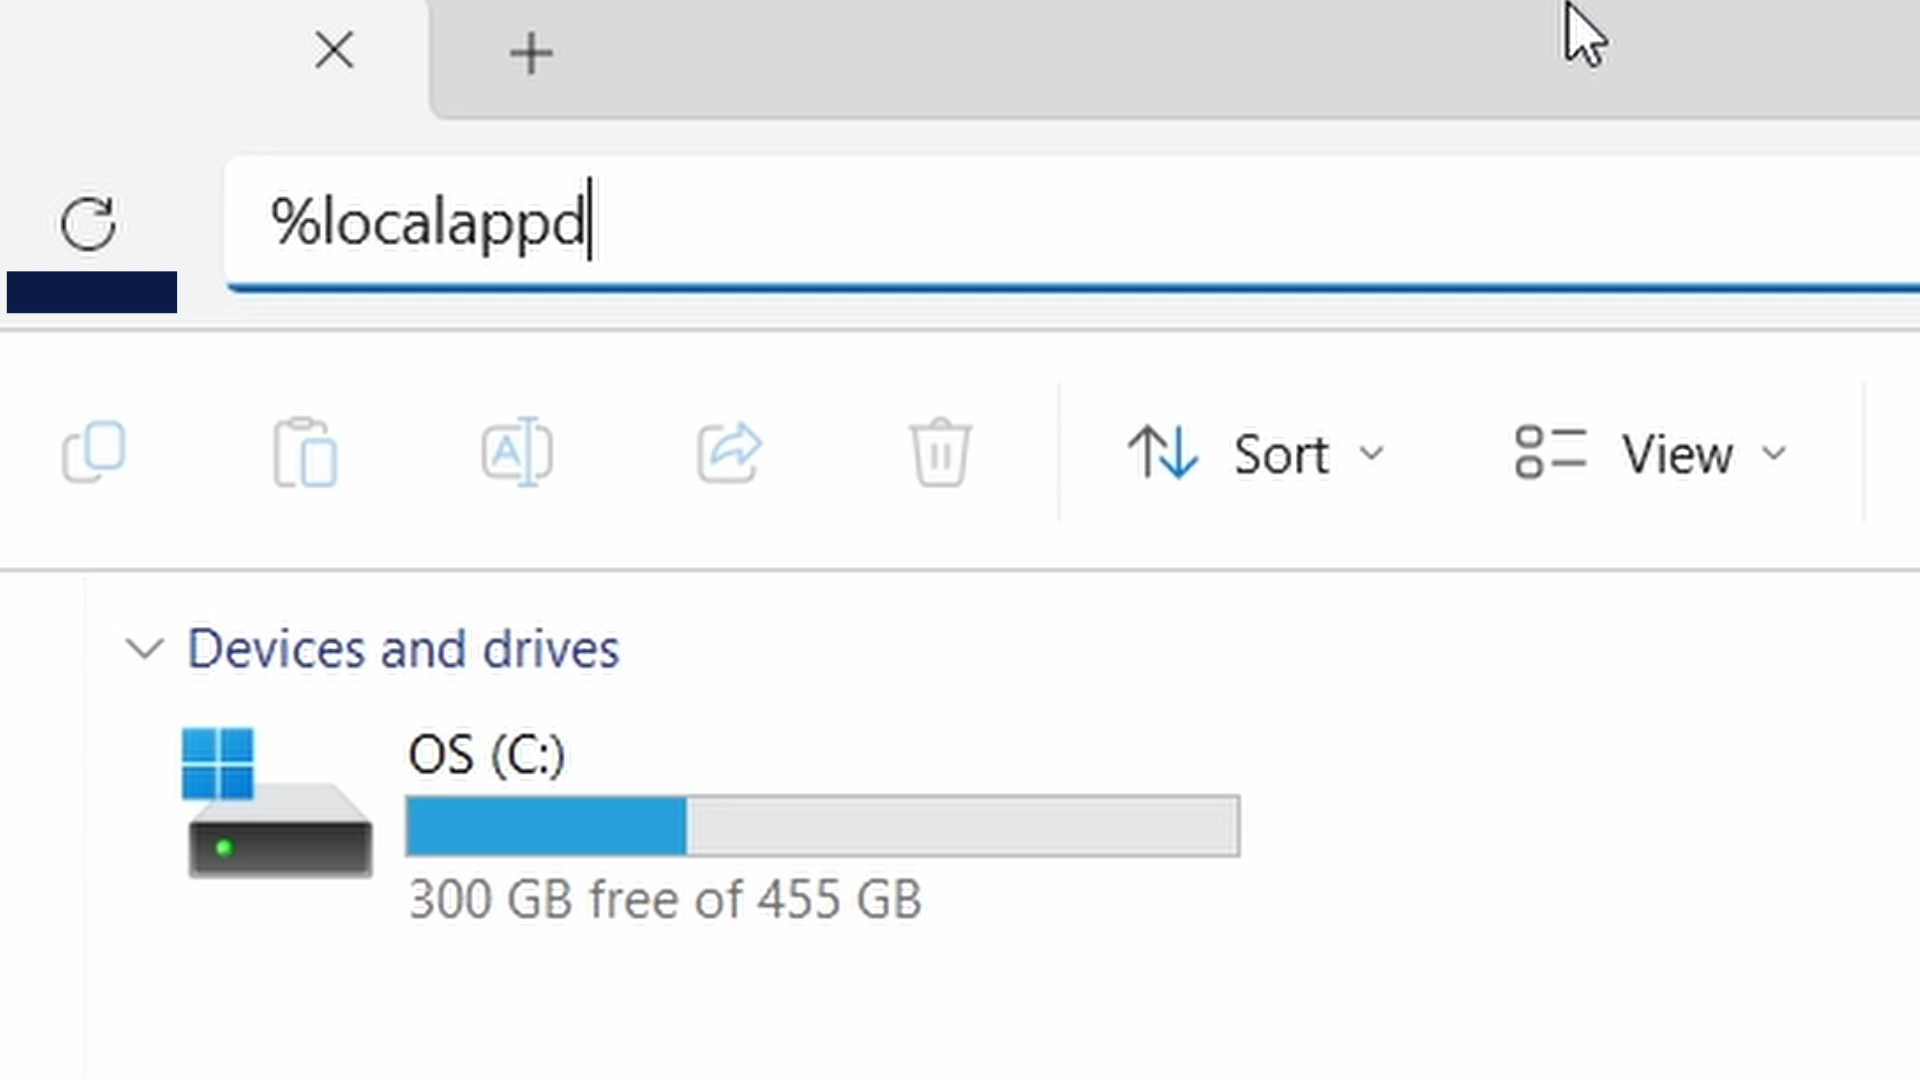 %localappd
Sort
View
Devices and drives
OS (C:)
300 GB free of 455 GB